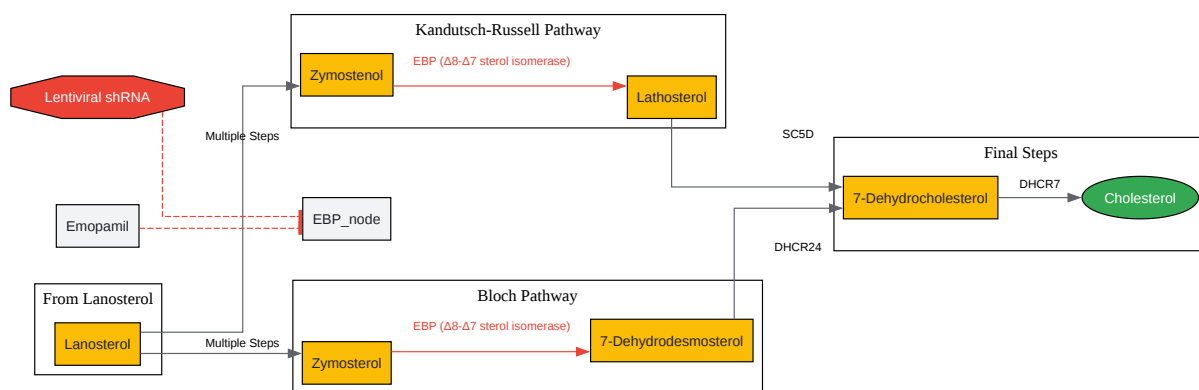 Kandutsch-Russell Pathway
Zymostenol
EBP (Δ8-Δ7 sterol isomerase)
Lathosterol
Lentiviral shRNA
Multiple Steps
SC5D
Final Steps
7-Dehydrocholesterol
DHCR7
Cholesterol
Emopamil
EBP_node
DHCR24
From Lanosterol
Lanosterol
Multiple Steps
Bloch Pathway
Zymosterol
EBP (Δ8-Δ7 sterol isomerase)
7-Dehydrodesmosterol